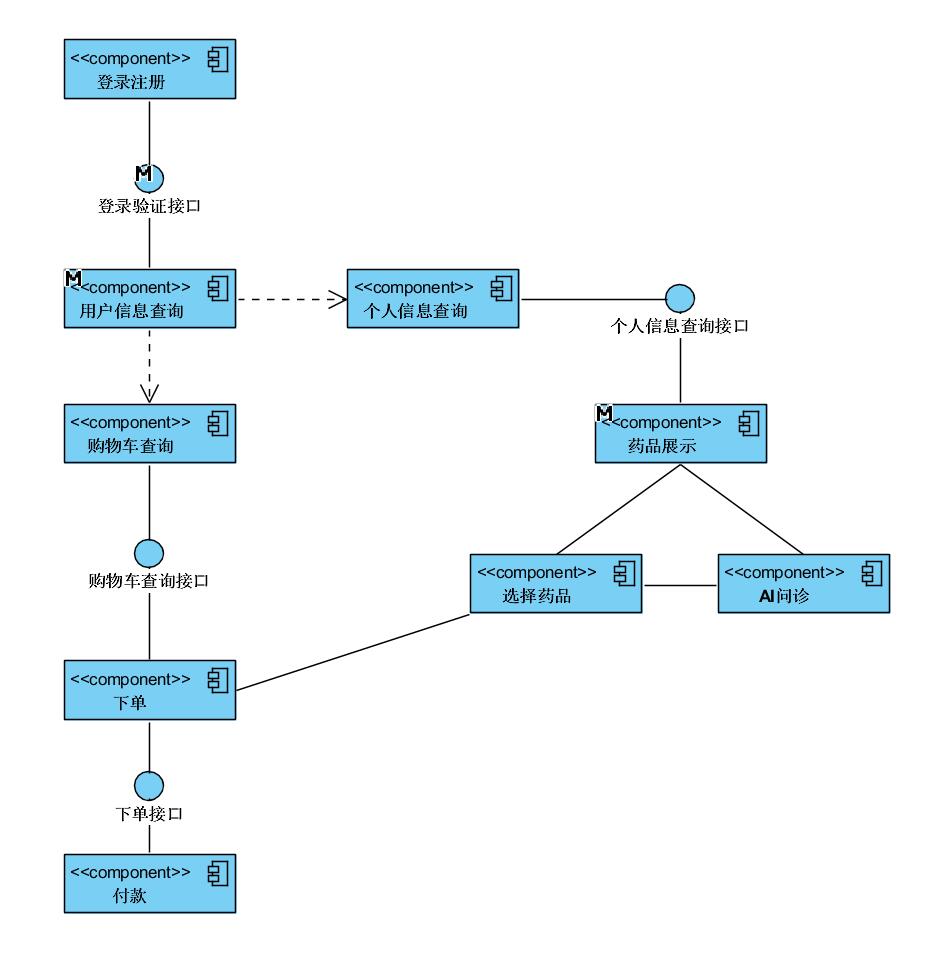 <<component>>
登录注册
M
登录验证接口
M
<<component>>
用户信息查询
<<component>>
个人信息查询
个人信息查询接口
<<component>>
购物车查询
M
<<component>>
药品展示
购物车查询接口
<<component>>
选择药品
<<component>>
AI问诊
<<component>>
下单
下单接口
<<component>>
付款